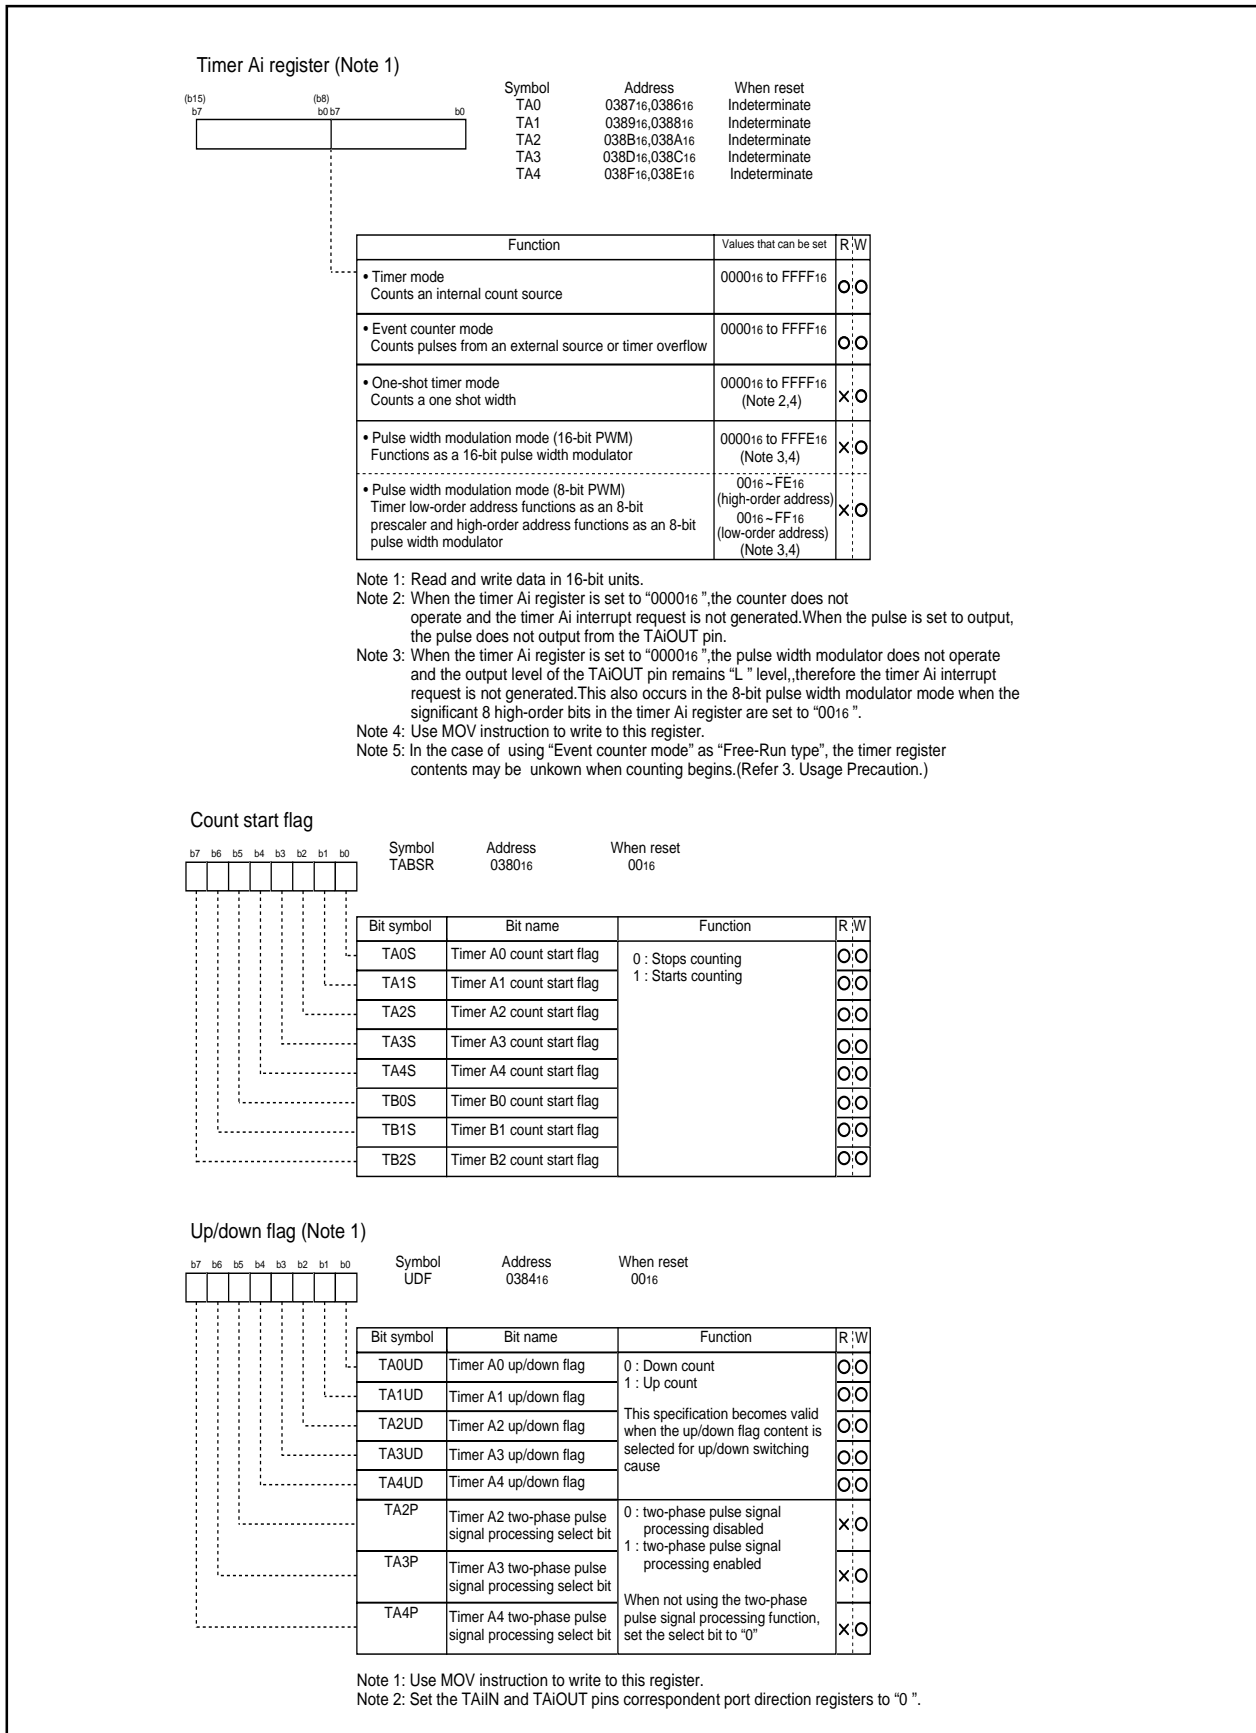 Timer Ai register (Note 1)
(b15) (b8)
b7 b0 b7 b0
Symbol Address When reset
TA0 038716,038616 Indeterminate
TA1 038916,038816 Indeterminate
TA2 038B16,038A16 Indeterminate
TA3 038D16,038C16 Indeterminate
TA4 038F16,038E16 Indeterminate
Function Values that can be set R W
• Timer mode 000016 to FFFF16
Counts an internal count source
• Event counter mode 000016 to FFFF16
Counts pulses from an external source or timer overflow
• One-shot timer mode 000016 to FFFF16
Counts a one shot width (Note 2,4)
• Pulse width modulation mode (16-bit PWM) 000016 to FFFE16
Functions as a 16-bit pulse width modulator (Note 3,4)
• Pulse width modulation mode (8-bit PWM)
Timer low-order address functions as an 8-bit
prescaler and high-order address functions as an 8-bit
pulse width modulator
0016~FE16
(high-order address)
0016~FF16
(low-order address)
(Note 3,4)
Note 1: Read and write data in 16-bit units.
Note 2: When the timer Ai register is set to “000016 ”,the counter does not
operate and the timer Ai interrupt request is not generated.When the pulse is set to output,
the pulse does not output from the TAiOUT pin.
Note 3: When the timer Ai register is set to “000016 ”,the pulse width modulator does not operate
and the output level of the TAiOUT pin remains “L ” level,,therefore the timer Ai interrupt
request is not generated.This also occurs in the 8-bit pulse width modulator mode when the
significant 8 high-order bits in the timer Ai register are set to “0016 ”.
Note 4: Use MOV instruction to write to this register.
Note 5: In the case of using “Event counter mode” as “Free-Run type”, the timer register
contents may be unkown when counting begins.(Refer 3. Usage Precaution.)
Count start flag
b7 b6 b5 b4 b3 b2 b1 b0
Symbol Address When reset
TABSR 038016 0016
Bit symbol Bit name Function R W
TA0S Timer A0 count start flag 0 : Stops counting
TA1S Timer A1 count start flag 1 : Starts counting
TA2S Timer A2 count start flag
TA3S Timer A3 count start flag
TA4S Timer A4 count start flag
TB0S Timer B0 count start flag
TB1S Timer B1 count start flag
TB2S Timer B2 count start flag
Up/down flag (Note 1)
b7 b6 b5 b4 b3 b2 b1 b0
Symbol Address When reset
UDF 038416 0016
Bit symbol Bit name Function R W
TA0UD Timer A0 up/down flag
TA1UD Timer A1 up/down flag
TA2UD Timer A2 up/down flag
TA3UD Timer A3 up/down flag
TA4UD Timer A4 up/down flag
0 : Down count
1 : Up count
This specification becomes valid
when the up/down flag content is
selected for up/down switching
cause
TA2P Timer A2 two-phase pulse
signal processing select bit
TA3P Timer A3 two-phase pulse
signal processing select bit
TA4P Timer A4 two-phase pulse
signal processing select bit
0 : two-phase pulse signal
processing disabled
1 : two-phase pulse signal
processing enabled
When not using the two-phase
pulse signal processing function,
set the select bit to “0”
Note 1: Use MOV instruction to write to this register.
Note 2: Set the TAiIN and TAiOUT pins correspondent port direction registers to “0 ”.